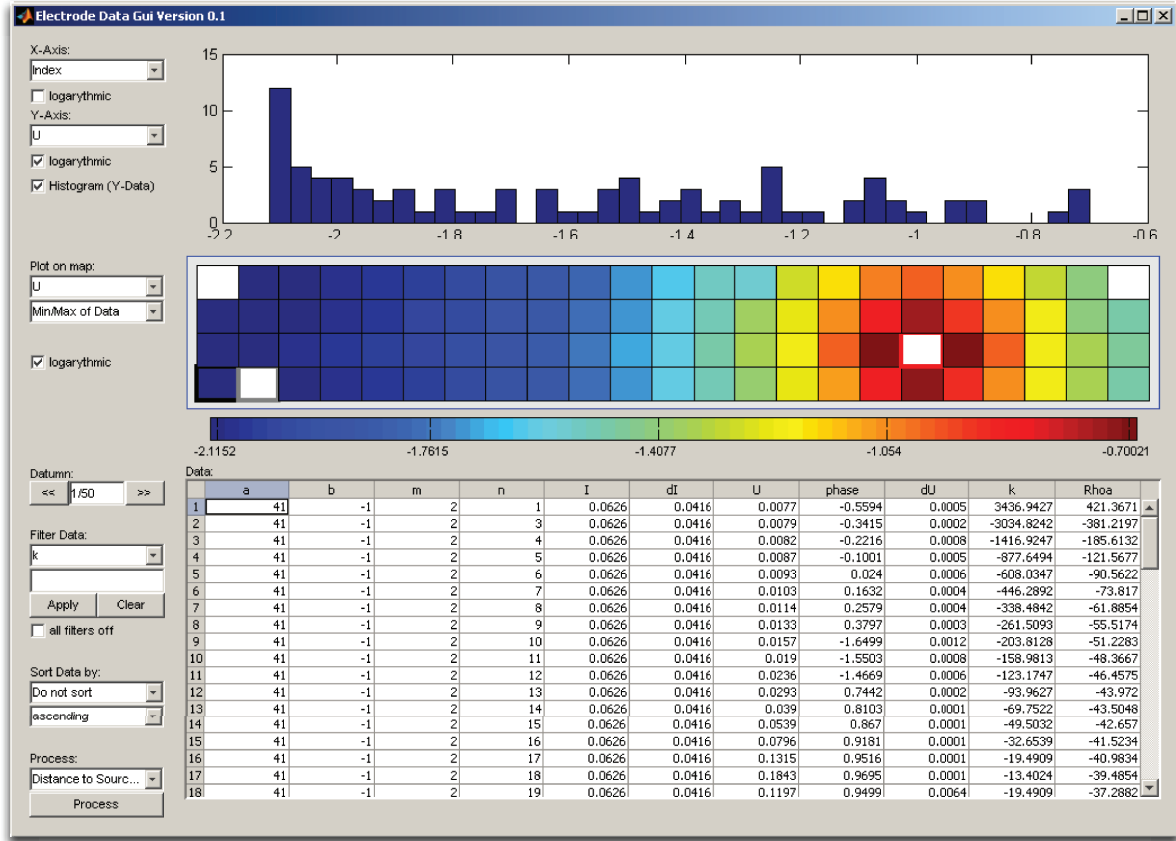 Electrode Data Gui Version 0.1
X-Axis:
Index
logarythmic
Y-Axis:
U
logarythmic
Histogram (Y-Data)
15
10
5
0
-2.2 -2 -1.8 -1.6 -1.4 -1.2 -1 -0.8 -0.6
Plot on map:
U
Min/Max of Data
logarythmic
-2.1152 -1.7615 -1.4077 -1.054 -0.70021
Datumn:
<< 1/50 >>
Filter Data:
k
Apply Clear
all filters off
Sort Data by:
Do not sort
ascending
Process:
Distance to Sourc...
Process
Data:
a b m n I dI U phase dU k Rhoa
1 41 -1 2 1 0.0626 0.0416 0.0077 -0.5594 0.0005 3436.9427 421.3671
2 41 -1 2 3 0.0626 0.0416 0.0079 -0.3415 0.0002 -3034.8242 -381.2197
3 41 -1 2 4 0.0626 0.0416 0.0082 -0.2216 0.0008 -1416.9247 -185.6132
4 41 -1 2 5 0.0626 0.0416 0.0087 -0.1001 0.0005 -877.6494 -121.5677
5 41 -1 2 6 0.0626 0.0416 0.0093 0.024 0.0006 -608.0347 -90.5622
6 41 -1 2 7 0.0626 0.0416 0.0103 0.1632 0.0004 -446.2892 -73.817
7 41 -1 2 8 0.0626 0.0416 0.0114 0.2579 0.0004 -338.4842 -61.8854
8 41 -1 2 9 0.0626 0.0416 0.0133 0.3797 0.0003 -261.5093 -55.5174
9 41 -1 2 10 0.0626 0.0416 0.0157 -1.6499 0.0012 -203.8128 -51.2283
10 41 -1 2 11 0.0626 0.0416 0.019 -1.5503 0.0008 -158.9813 -48.3667
11 41 -1 2 12 0.0626 0.0416 0.0236 -1.4669 0.0006 -123.1747 -46.4575
12 41 -1 2 13 0.0626 0.0416 0.0293 0.7442 0.0002 -93.9627 -43.972
13 41 -1 2 14 0.0626 0.0416 0.039 0.8103 0.0001 -69.7522 -43.5048
14 41 -1 2 15 0.0626 0.0416 0.0539 0.867 0.0001 -49.5032 -42.657
15 41 -1 2 16 0.0626 0.0416 0.0796 0.9181 0.0001 -32.6539 -41.5234
16 41 -1 2 17 0.0626 0.0416 0.1315 0.9516 0.0001 -19.4909 -40.9834
17 41 -1 2 18 0.0626 0.0416 0.1843 0.9695 0.0001 -13.4024 -39.4854
18 41 -1 2 19 0.0626 0.0416 0.1197 0.9499 0.0064 -19.4909 -37.2882